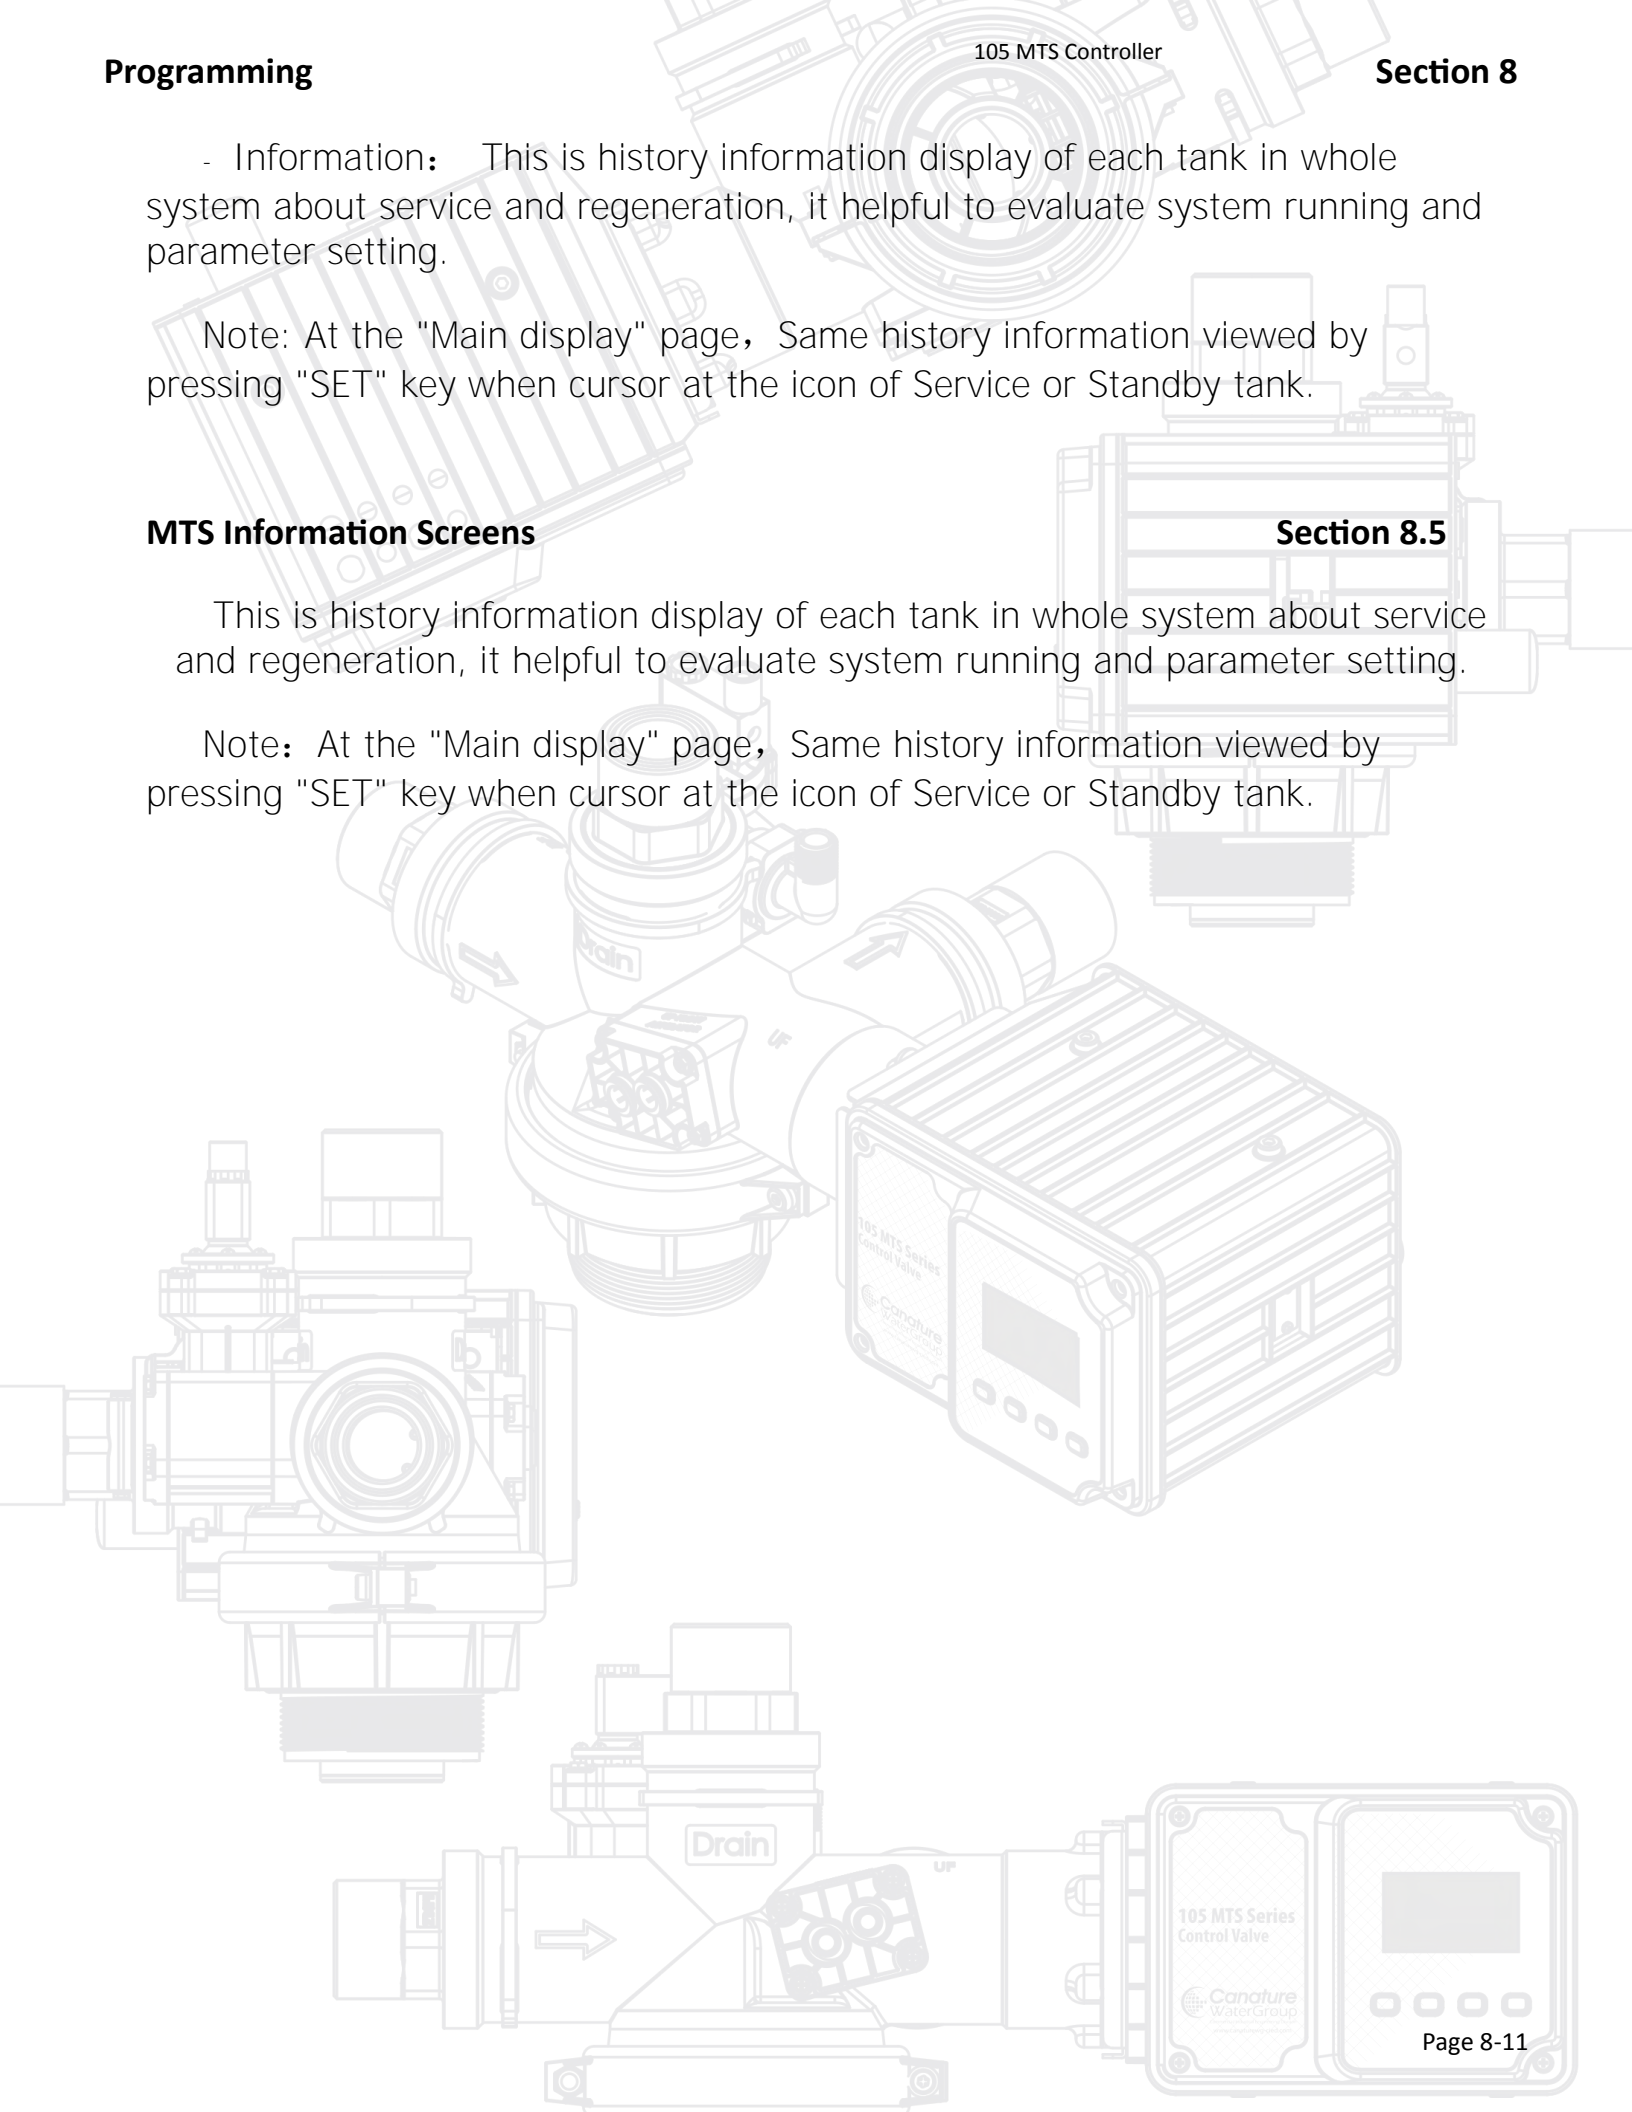 105 MTS Controller
Programming Section 8
- Information： This is history information display of each tank in whole
system about service and regeneration, it helpful to evaluate system running and
parameter setting.
Note: At the "Main display" page，Same history information viewed by
pressing "SET" key when cursor at the icon of Service or Standby tank.
MTS Information Screens Section 8.5
This is history information display of each tank in whole system about service
and regeneration, it helpful to evaluate system running and parameter setting.
Note：At the "Main display" page，Same history information viewed by
pressing "SET" key when cursor at the icon of Service or Standby tank.
Drain
UF
105 MTS Series
Control Valve
Canature
WaterGroup
Drain
UF
105 MTS Series
Control Valve
Canature
WaterGroup
Page 8-11